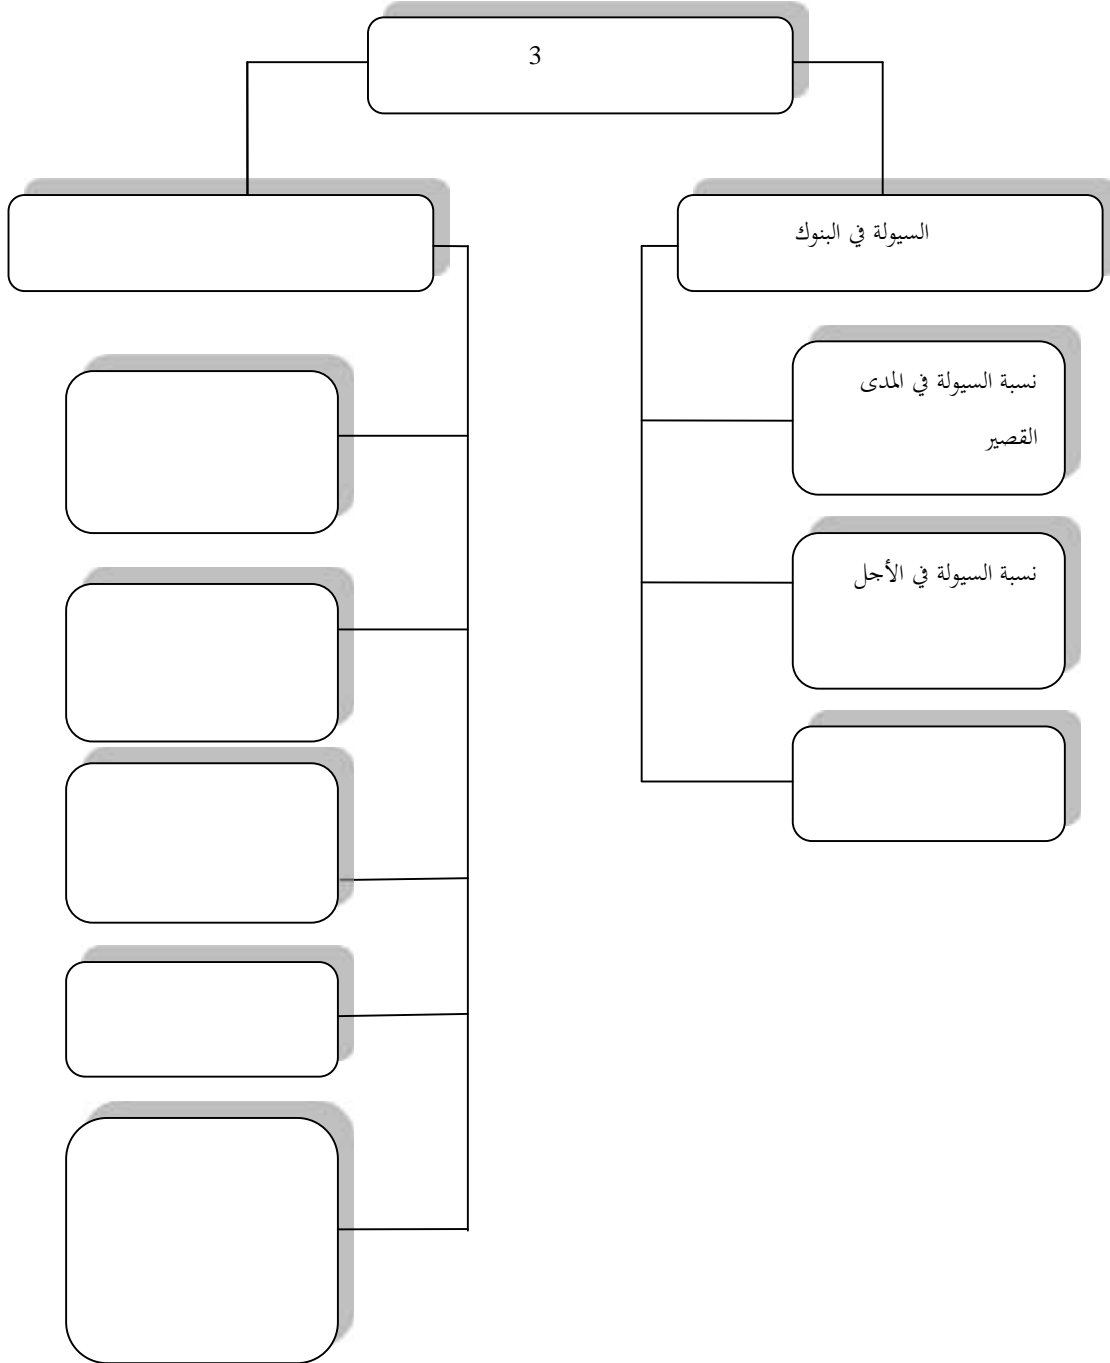 3
السيولة في البنوك
نسبة السيولة في المدى
القصير
نسبة السيولة في الأجل